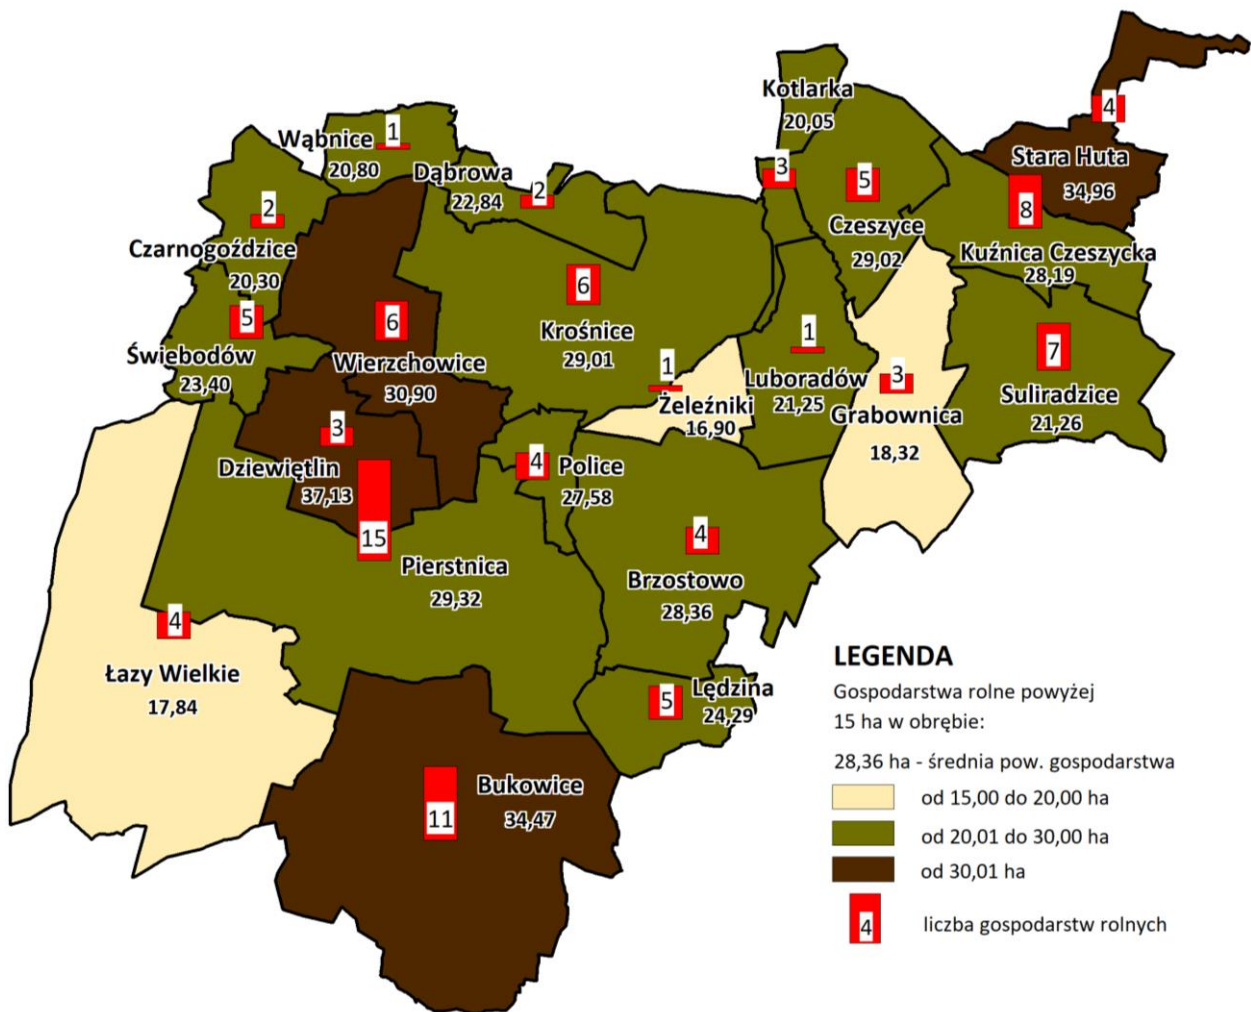 Kotlarka
20,05
3
4
Stara Huta
34,96
Wąbnice
1
20,80
Dąbrowa
22,84
2
5
Czeszyce
29,02
8
Kuźnica Czeszycka
28,19
2
Czarnogoździce
20,30
5
Świebodów
23,40
6
Wierzchowice
30,90
6
Krośnice
29,01
1
Żeleźniki
16,90
1
Luboradów
21,25
3
Grabownica
18,32
7
Suliradzice
21,26
3
Dziewiętlin
37,13
15
4
Police
27,58
Pierstnica
29,32
4
Brzostowo
28,36
4
Łazy Wielkie
17,84
5
Lędzina
24,29
11
Bukowice
34,47
LEGENDA
Gospodarstwa rolne powyżej
15 ha w obrębie:
28,36 ha - średnia pow. gospodarstwa
od 15,00 do 20,00 ha
od 20,01 do 30,00 ha
od 30,01 ha
4
liczba gospodarstw rolnych